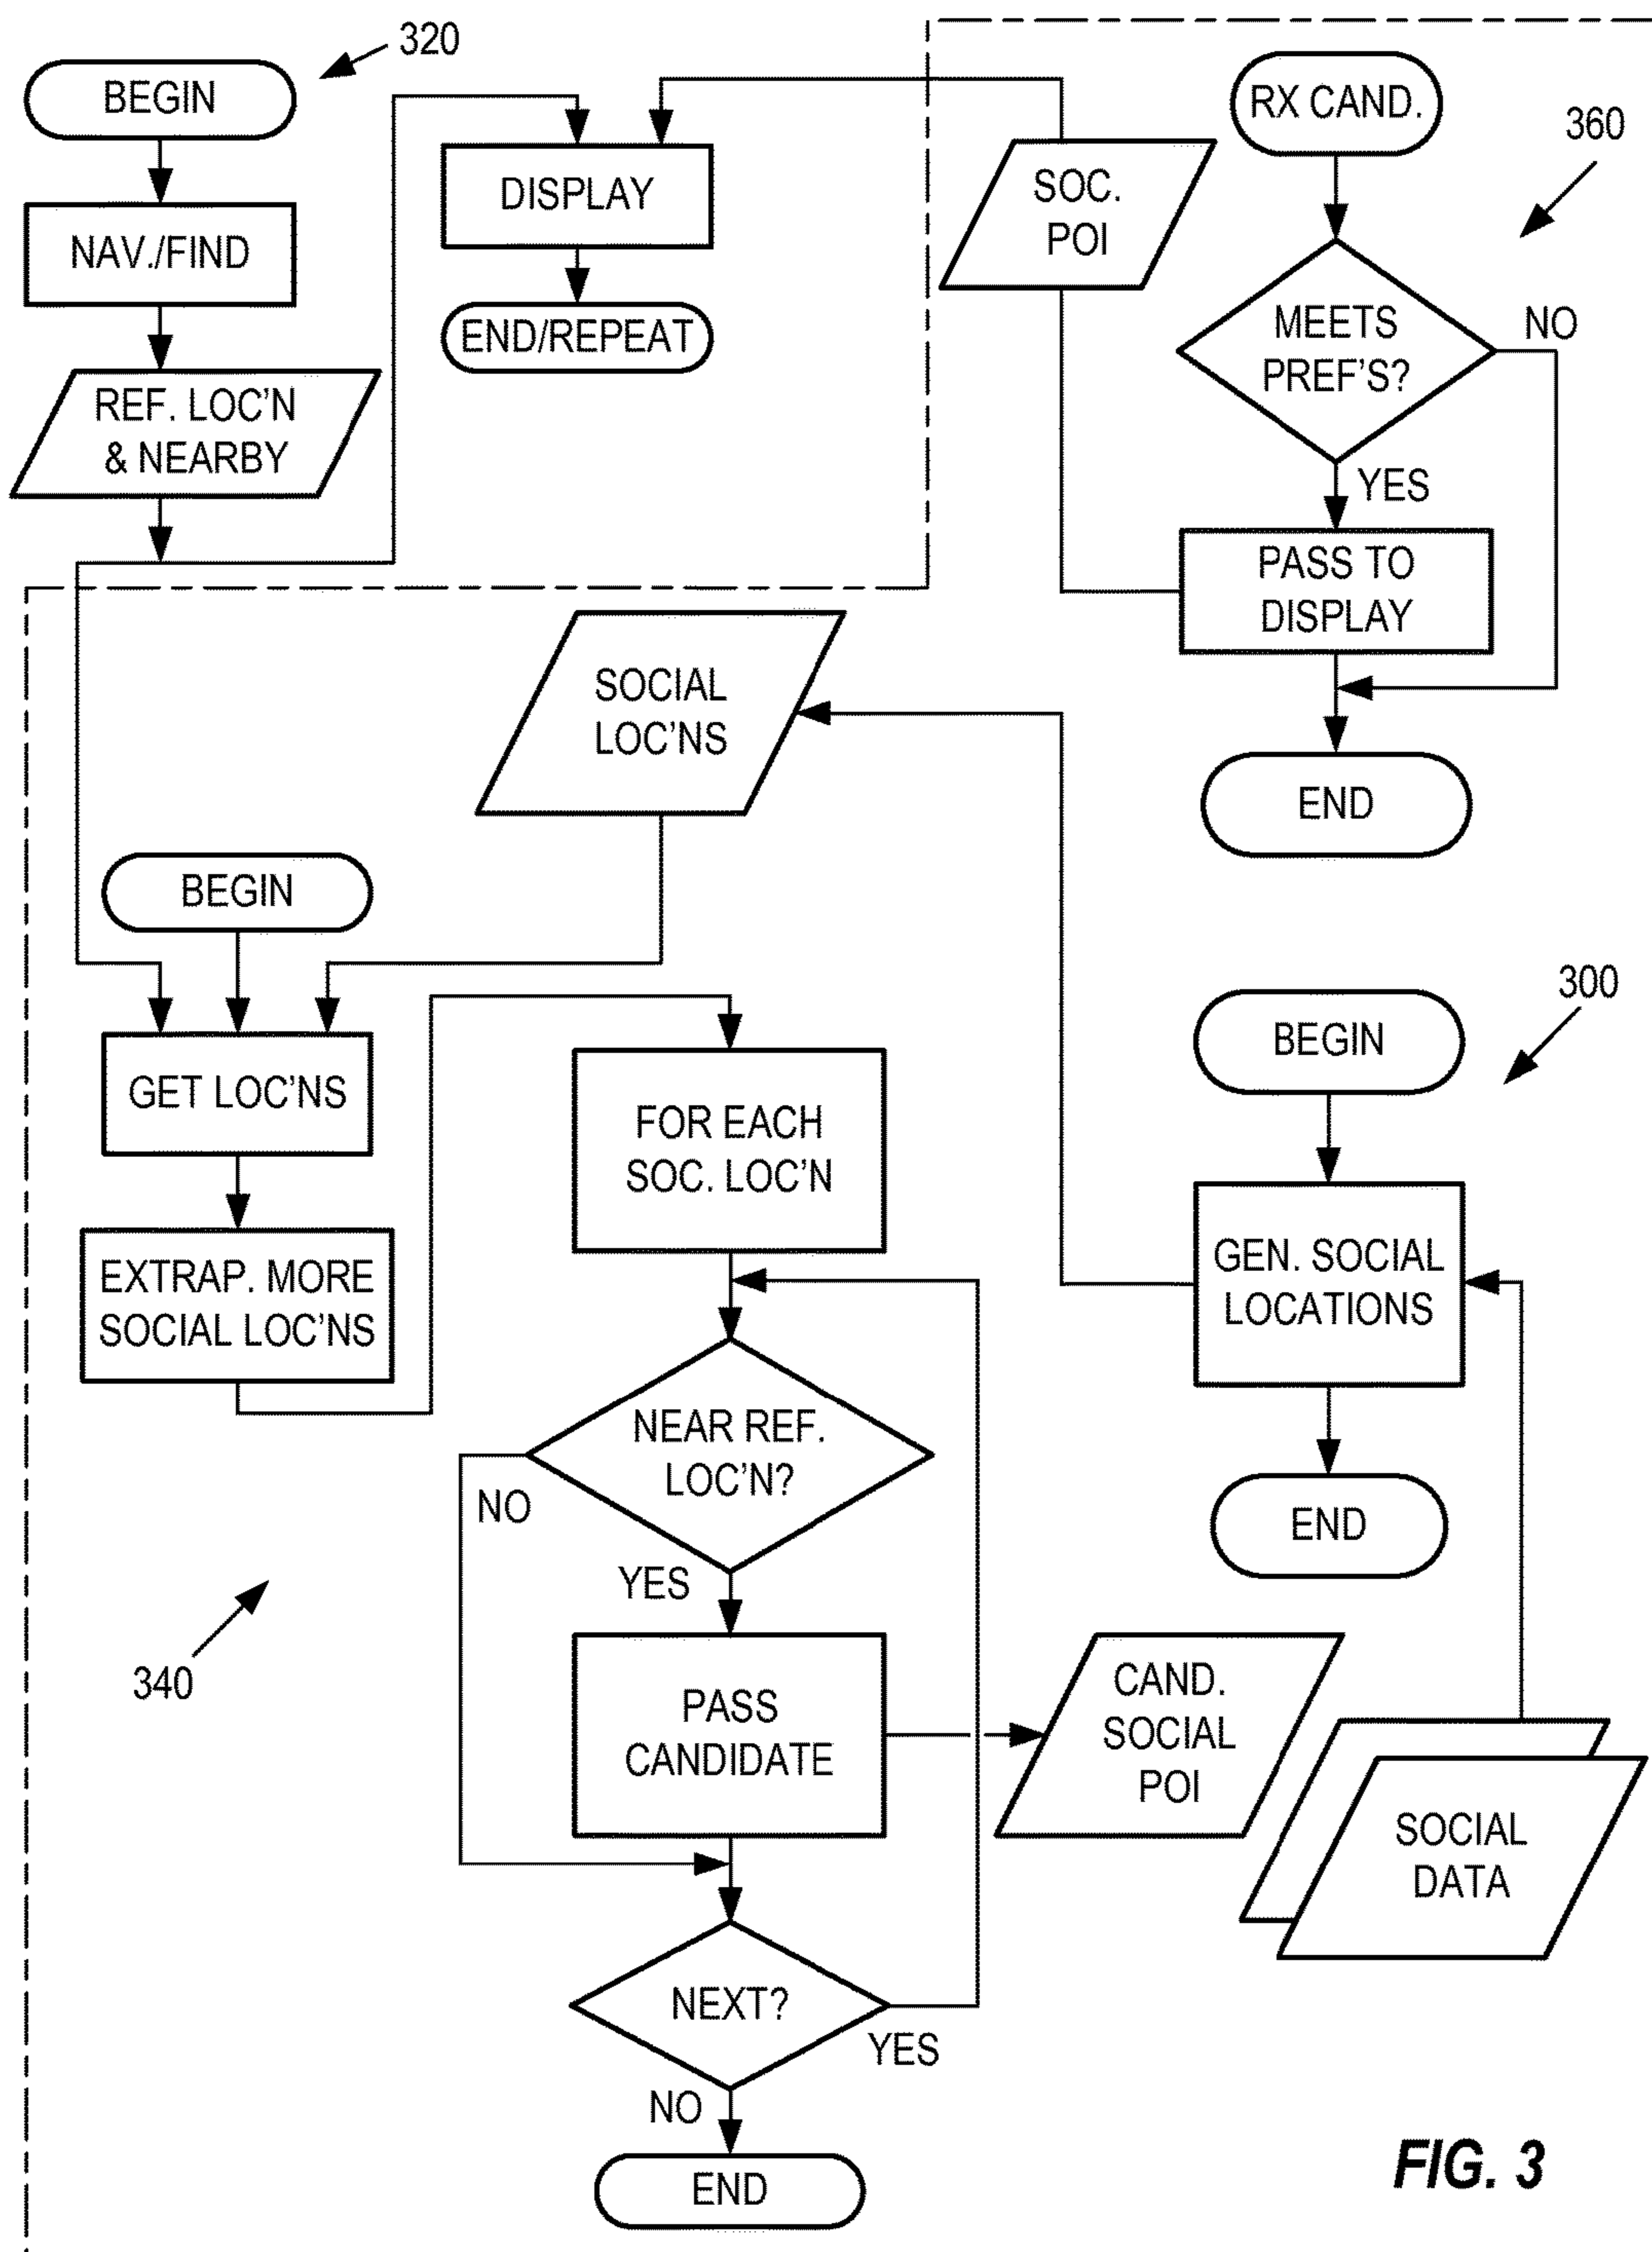 320
BEGIN
NAV./FIND
REF. LOC'N
& NEARBY
DISPLAY
END/REPEAT
SOC.
POI
RX CAND.
360
MEETS
PREF'S?
NO
YES
PASS TO
DISPLAY
END
SOCIAL
LOC'NS
BEGIN
GET LOC'NS
EXTRAP. MORE
SOCIAL LOC'NS
FOR EACH
SOC. LOC'N
NEAR REF.
LOC'N?
NO
YES
340
PASS
CANDIDATE
CAND.
SOCIAL
POI
NEXT?
YES
NO
END
300
BEGIN
GEN. SOCIAL
LOCATIONS
END
SOCIAL
DATA
FIG. 3